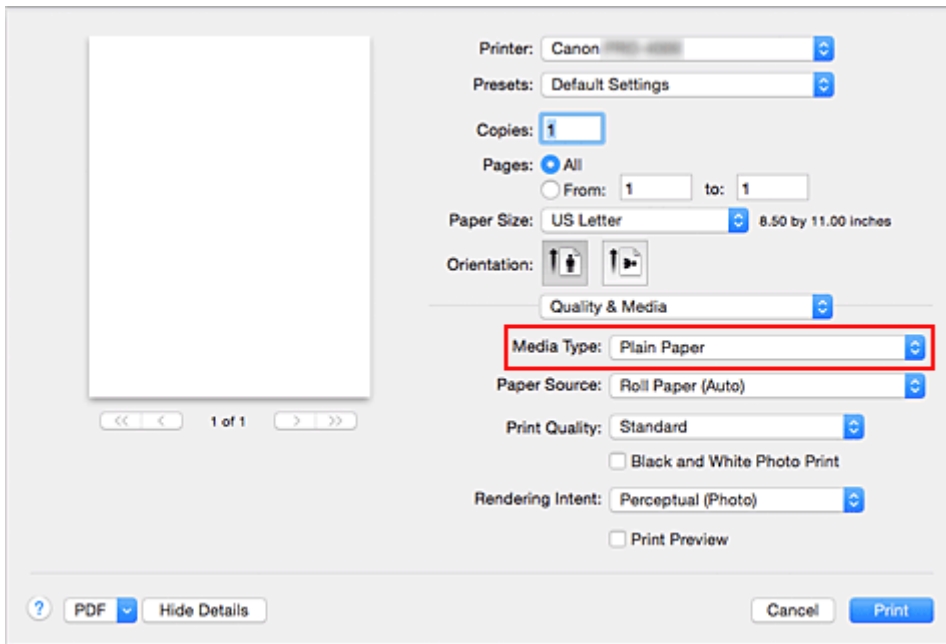 Printer: Canon
Presets: Default Settings
Copies: 1
Pages: All
From: 1 to: 1
Paper Size: US Letter 8.50 by 11.00 inches
Orientation:
Quality & Media
Media Type: Plain Paper
Paper Source: Roll Paper (Auto)
1 of 1
Print Quality: Standard
Black and White Photo Print
Rendering Intent: Perceptual (Photo)
Print Preview
? PDF Hide Details Cancel Print